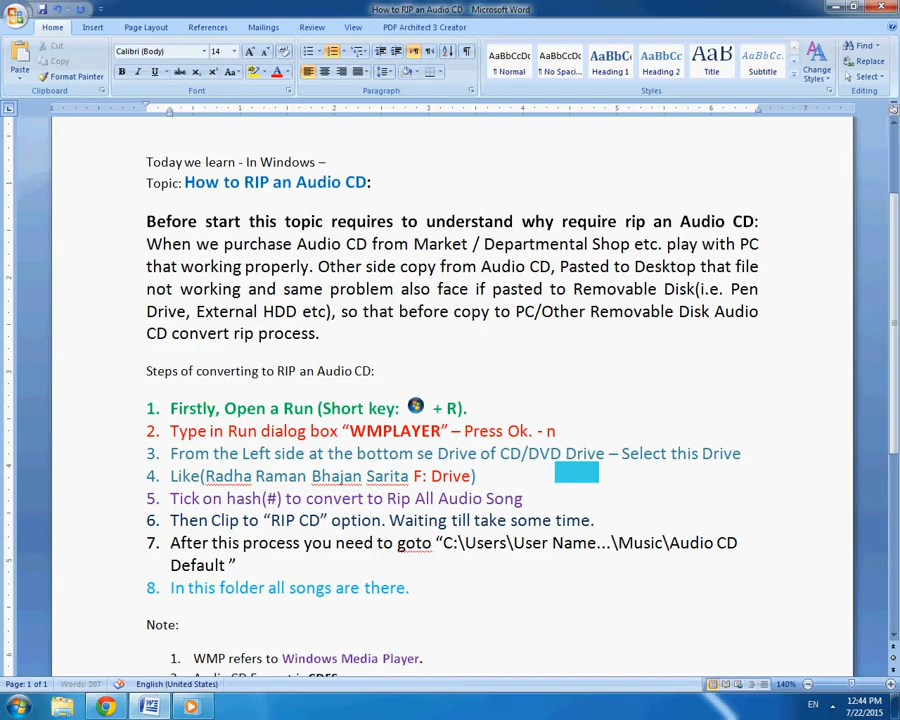 How to RIP an Audio CD - Microsoft Word
Home Insert Page Layout References Mailings Review View PDF Architect 3 Creator
Paste Cut Copy Format Painter Clipboard
Calibri (Body) 14 Font
Paragraph
AaBbCcDc AaBbCcDc AaBbC AaBbCc AaB AaBbCc.
¶ Normal ¶ No Spaci... Heading 1 Heading 2 Title Subtitle Change Styles Styles
Find Replace Select Editing
Today we learn - In Windows –
Topic: How to RIP an Audio CD:
Before start this topic requires to understand why require rip an Audio CD:
When we purchase Audio CD from Market / Departmental Shop etc. play with PC
that working properly. Other side copy from Audio CD, Pasted to Desktop that file
not working and same problem also face if pasted to Removable Disk(i.e. Pen
Drive, External HDD etc), so that before copy to PC/Other Removable Disk Audio
CD convert rip process.
Steps of converting to RIP an Audio CD:
1. Firstly, Open a Run (Short key: + R).
2. Type in Run dialog box “WMPLAYER” – Press Ok. - n
3. From the Left side at the bottom se Drive of CD/DVD Drive – Select this Drive
4. Like(Radha Raman Bhajan Sarita F: Drive)
5. Tick on hash(#) to convert to Rip All Audio Song
6. Then Clip to “RIP CD” option. Waiting till take some time.
7. After this process you need to goto “C:\Users\User Name...\Music\Audio CD
Default ”
8. In this folder all songs are there.
Note:
1. WMP refers to Windows Media Player.
Page: 1 of 1 Words: 207 English (United States) 140%
EN 12:44 PM
7/22/2015